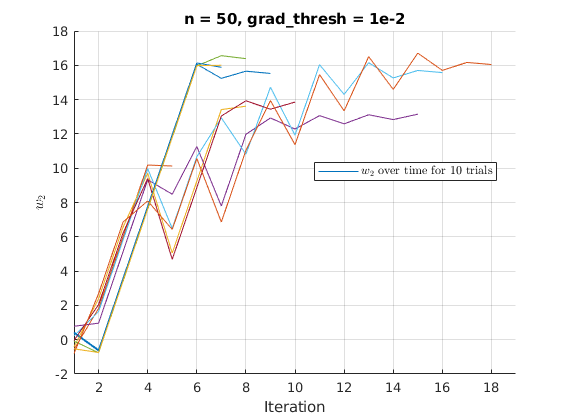 n = 50, grad_thresh = 1e-2
18
16
14
12
10
8
6
4
2
0
-2
w₂
w₂ over time for 10 trials
2 4 6 8 10 12 14 16 18
Iteration